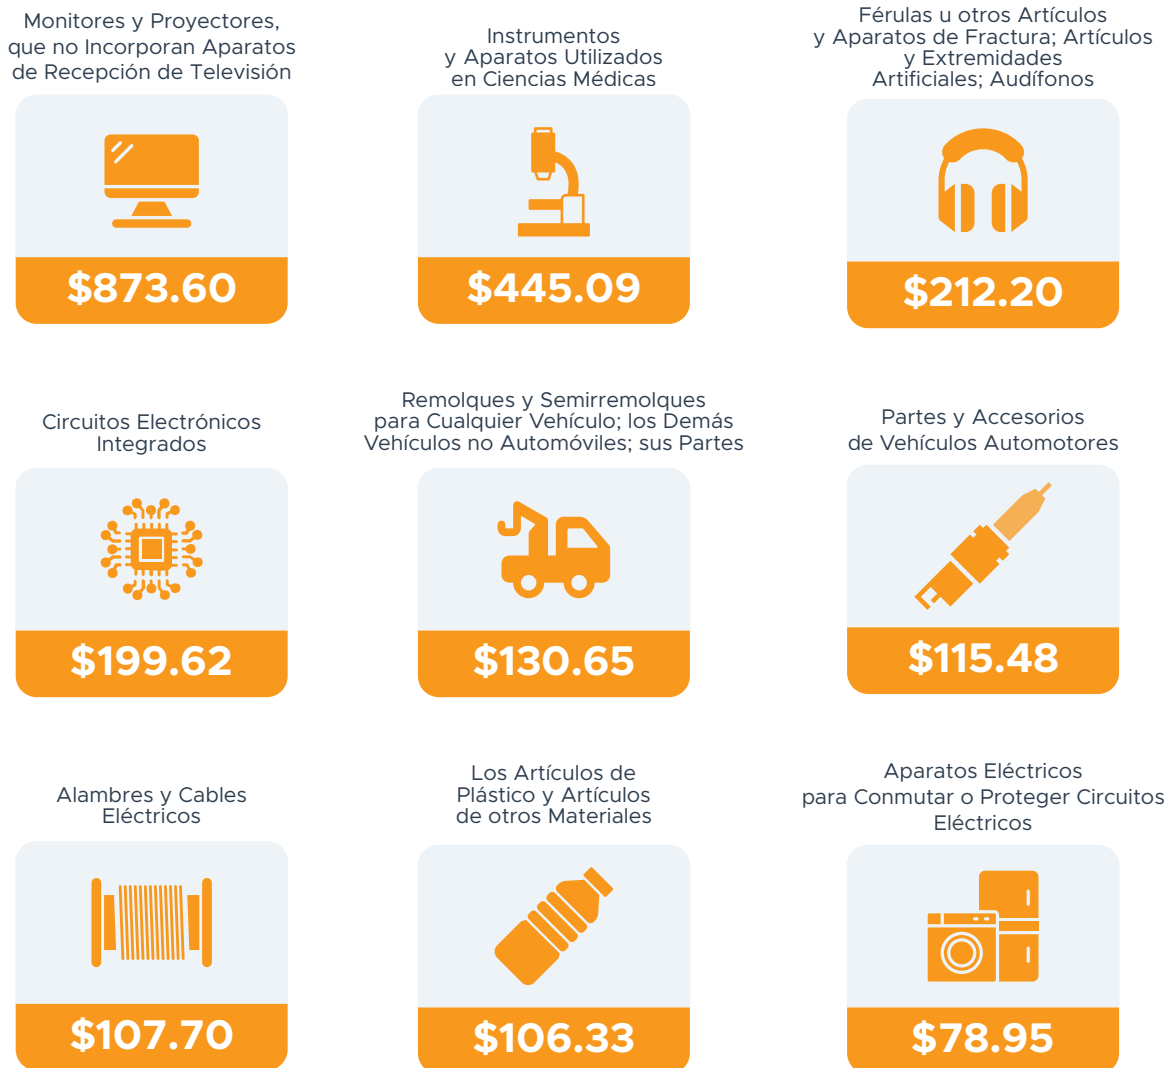 Monitores y Proyectores,
que no Incorporan Aparatos
de Recepción de Televisión
$873.60
Instrumentos
y Aparatos Utilizados
en Ciencias Médicas
$445.09
Férulas u otros Artículos
y Aparatos de Fractura; Artículos
y Extremidades
Artificiales; Audífonos
$212.20
Circuitos Electrónicos
Integrados
$199.62
Remolques y Semirremolques
para Cualquier Vehículo; los Demás
Vehículos no Automóviles; sus Partes
$130.65
Partes y Accesorios
de Vehículos Automotores
$115.48
Alambres y Cables
Eléctricos
$107.70
Los Artículos de
Plástico y Artículos
de otros Materiales
$106.33
Aparatos Eléctricos
para Conmutar o Proteger Circuitos
Eléctricos
$78.95